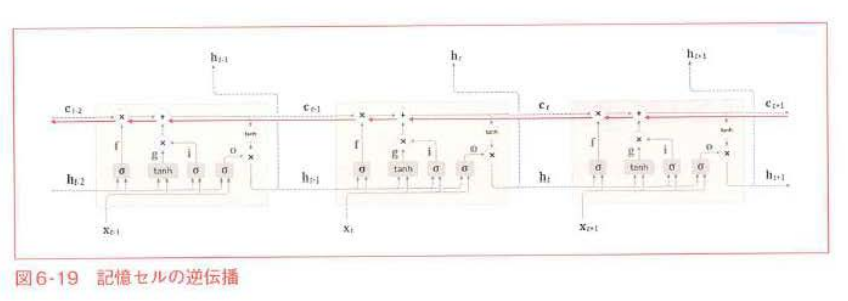 h_{t-1} h_t h_{t+1}
c_{t-2} c_{t-1} c_t c_{t+1}
× + × + × +
tanh tanh tanh
f × i o × f × i o × f × i o ×
g g g
σ tanh σ σ σ tanh σ σ σ tanh σ σ
h_{t-2} h_{t-1} h_t h_{t+1}
x_{t-1} x_t x_{t+1}
図6-19 記憶セルの逆伝播